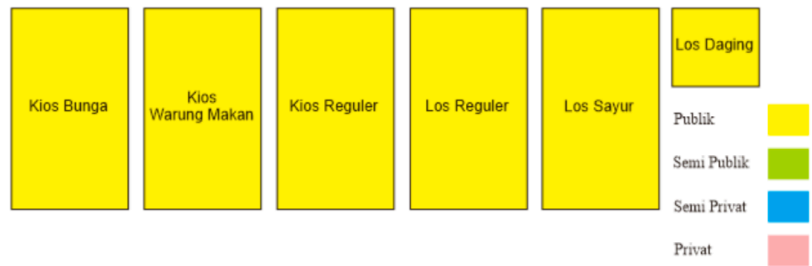 Kios Bunga
Kios
Warung Makan
Kios Reguler
Los Reguler
Los Sayur
Los Daging
Publik
Semi Publik
Semi Privat
Privat